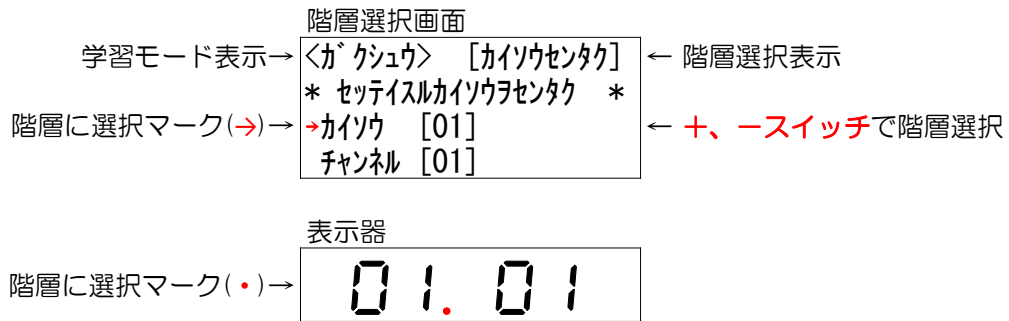 階層選択画面
学習モード表示→ <ガクシュウ> [カイソウセンタク] ← 階層選択表示
* セッテイスルカイソウヲセンタク *
階層に選択マーク(→)→ →カイソウ [01] ← +、-スイッチで階層選択
チャンネル [01]
表示器
階層に選択マーク(・)→ 01. 01